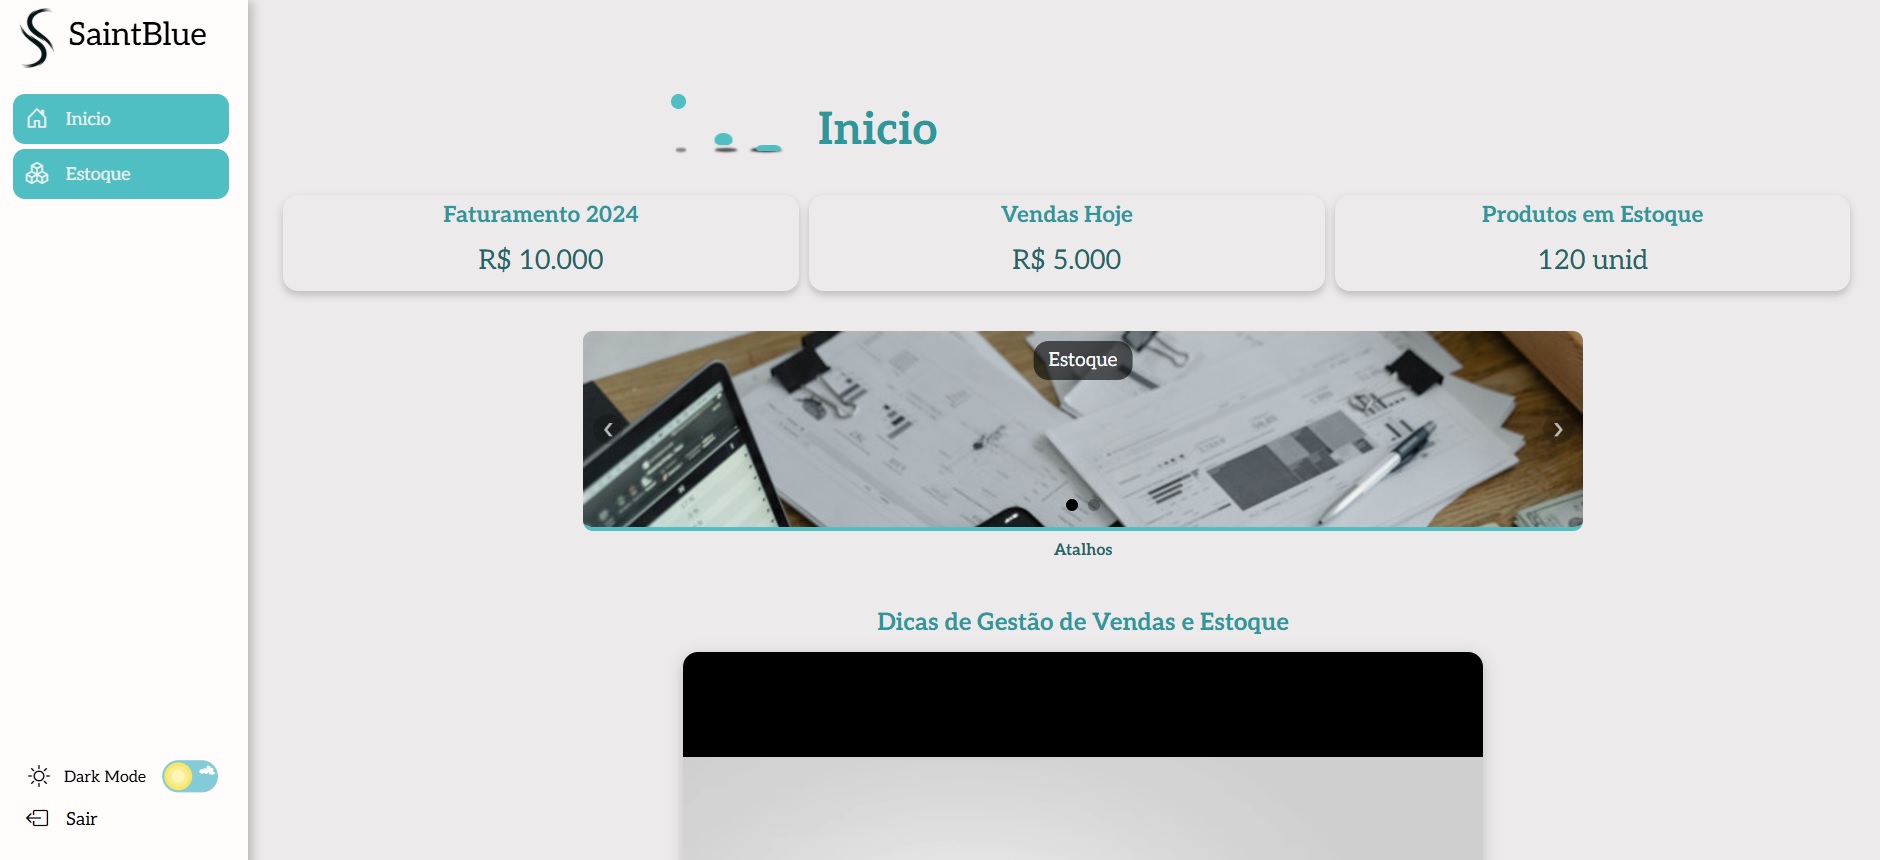 SaintBlue
Inicio
Estoque
Dark Mode
Sair
Inicio
Faturamento 2024
R$ 10.000
Vendas Hoje
R$ 5.000
Produtos em Estoque
120 unid
Estoque
‹
›
Atalhos
Dicas de Gestão de Vendas e Estoque